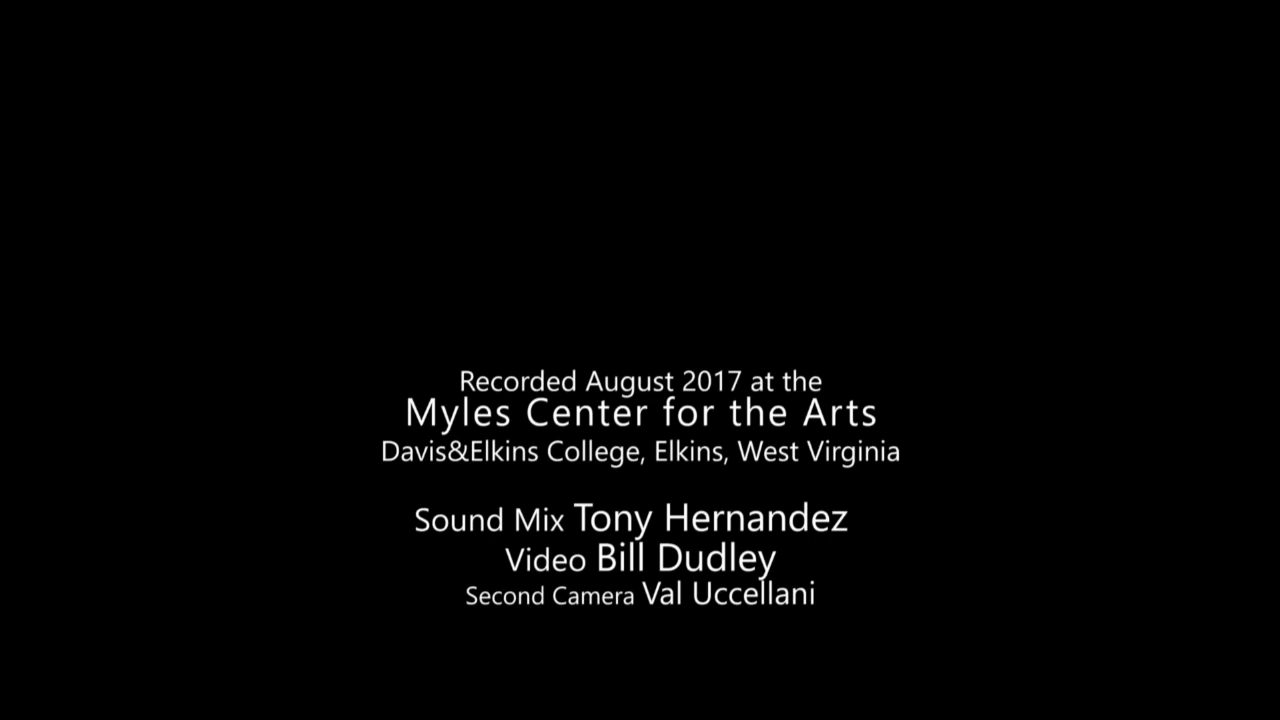 Recorded August 2017 at the
Myles Center for the Arts
Davis&Elkins College, Elkins, West Virginia
Sound Mix Tony Hernandez
Video Bill Dudley
Second Camera Val Uccellani